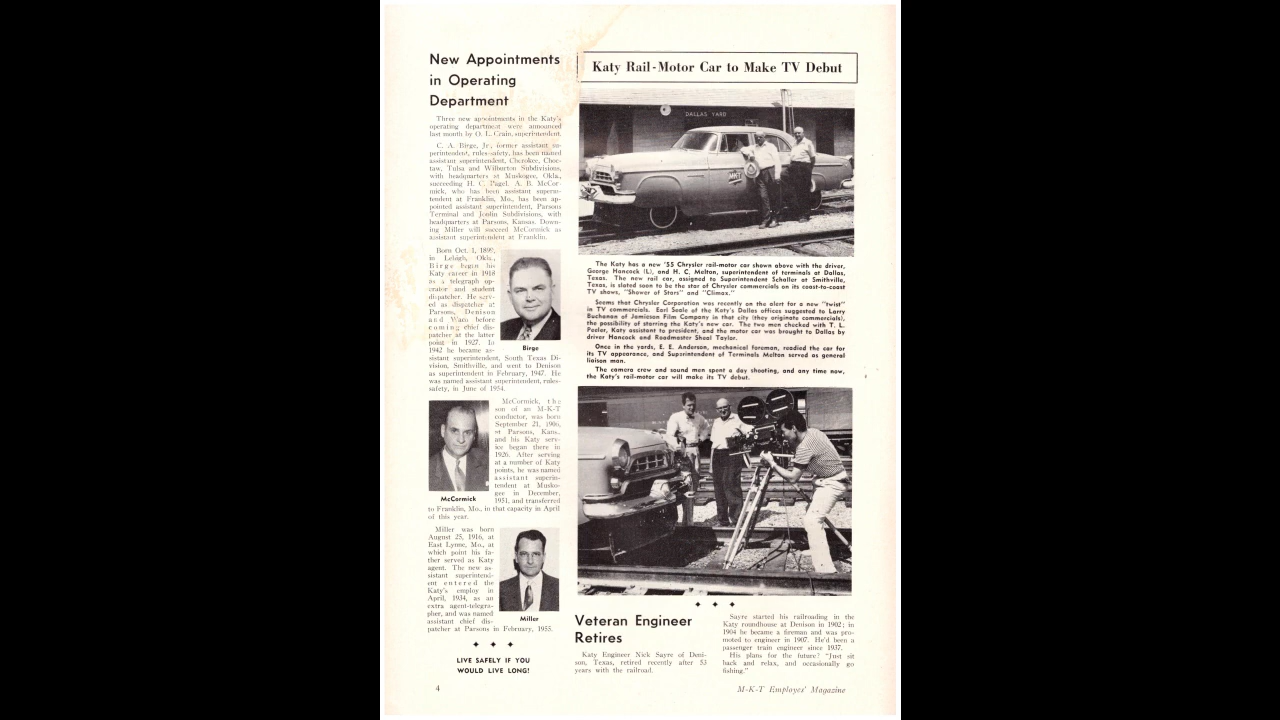 New Appointments
in Operating
Department
Three new appointments in the Katy's
operating department were announced
last month by O. L. Crain, superintendent.
C. A. Birge, Jr., former assistant su-
perintendent, rules-safety, has been named
assistant superintendent, Cherokee, Choc-
taw, Tulsa and Wilburton Subdivisions,
with headquarters at Muskogee, Okla.,
succeeding H. C. Pagel. A. B. McCor-
mick, who has been assistant superin-
tendent at Franklin, Mo., has been ap-
pointed assistant superintendent, Parsons
Terminal and Joplin Subdivisions, with
headquarters at Parsons, Kansas. Down-
ing Miller will succeed McCormick as
assistant superintendent at Franklin.
Born Oct. 1, 1899,
in Lehigh, Okla.,
Birge began his
Katy career in 1916
as a telegraph op-
erator and student
dispatcher. He serv-
ed as dispatcher at
Parsons, Denison
and Waco before
coming chief dis-
patcher at the latter
point in 1927. In
1942 he became as-
sistant superintendent, South Texas Di-
vision, Smithville, and went to Denison
as superintendent in February, 1947. He
was named assistant superintendent, rules-
safety, in June of 1954.
Birge
McCormick, the
son of an M-K-T
conductor, was born
September 21, 1906,
at Parsons, Kans.,
and his Katy serv-
ice began there in
1926. After serving
at a number of Katy
points, he was named
assistant superin-
tendent at Musko-
gee in December,
1951, and transferred
to Franklin, Mo., in that capacity in April
of this year.
McCormick
Miller was born
August 25, 1916, at
East Lynne, Mo., at
which point his fa-
ther served as Katy
agent. The new as-
sistant superintend-
ent entered the
Katy's employ in
April, 1934, as an
extra agent-telegra-
pher, and was named
assistant chief dis-
patcher at Parsons in February, 1955.
Miller
LIVE SAFELY IF YOU
WOULD LIVE LONG!
Katy Rail-Motor Car to Make TV Debut
DALLAS YARD
The Katy has a new '55 Chrysler rail-motor car shown above with the driver,
George Hancock (L), and H. C. Melton, superintendent of terminals at Dallas,
Texas. The new rail car, assigned to Superintendent Scholler at Smithville,
Texas, is slated soon to be the star of Chrysler commercials on its coast-to-coast
TV shows, "Shower of Stars" and "Climax."
Seems that Chrysler Corporation was recently on the alert for a new "twist"
in TV commercials. Earl Seale of the Katy's Dallas offices suggested to Larry
Buchanan of Jamieson Film Company in that city (they originate commercials),
the possibility of starring the Katy's new car. The two men checked with T. L.
Peeler, Katy assistant to president, and the motor car was brought to Dallas by
driver Hancock and Roadmaster Sheal Taylor.
Once in the yards, E. E. Anderson, mechanical foreman, readied the car for
its TV appearance, and Superintendent of Terminals Melton served as general
liaison man.
The camera crew and sound men spent a day shooting, and any time now,
the Katy's rail-motor car will make its TV debut.
Veteran Engineer
Retires
Katy Engineer Nick Sayre of Deni-
son, Texas, retired recently after 53
years with the railroad.
Sayre started his railroading in the
Katy roundhouse at Denison in 1902; in
1904 he became a fireman and was pro-
moted to engineer in 1907. He'd been a
passenger train engineer since 1937.
His plans for the future? "Just sit
back and relax, and occasionally go
fishing."
4
M-K-T Employes' Magazine